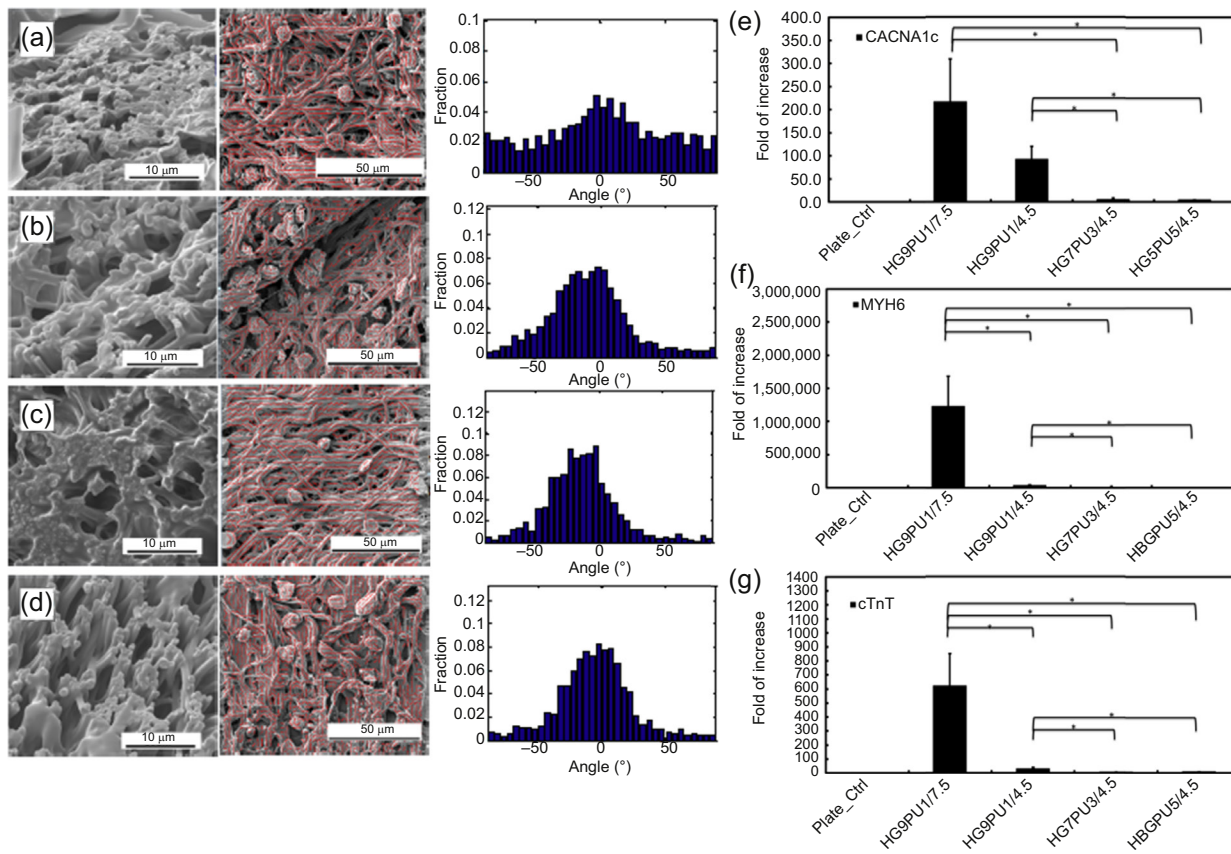 (a)
10 μm
50 μm
Fraction
0.1
0.08
0.06
0.04
0.02
0
−50
0
50
Angle (°)
(b)
10 μm
50 μm
Fraction
0.12
0.1
0.08
0.06
0.04
0.02
0
−50
0
50
Angle (°)
(c)
10 μm
50 μm
Fraction
0.12
0.1
0.08
0.06
0.04
0.02
0
−50
0
50
Angle (°)
(d)
10 μm
50 μm
Fraction
0.12
0.1
0.08
0.06
0.04
0.02
0
−50
0
50
Angle (°)
(e)
Fold of increase
400.0
350.0
300.0
250.0
200.0
150.0
100.0
50.0
0.0
CACNA1c
*
*
*
*
Plate_Ctrl
HG9PU1/7.5
HG9PU1/4.5
HG7PU3/4.5
HG5PU5/4.5
(f)
Fold of increase
3,000,000
2,500,000
2,000,000
1,500,000
1,000,000
500,000
0
MYH6
*
*
*
*
*
Plate_Ctrl
HG9PU1/7.5
HG9PU1/4.5
HG7PU3/4.5
HBGPU5/4.5
(g)
Fold of increase
1400
1300
1200
1100
1000
900
800
700
600
500
400
300
200
100
0
cTnT
*
*
*
*
*
Plate_Ctrl
HG9PU1/7.5
HG9PU1/4.5
HG7PU3/4.5
HBGPU5/4.5